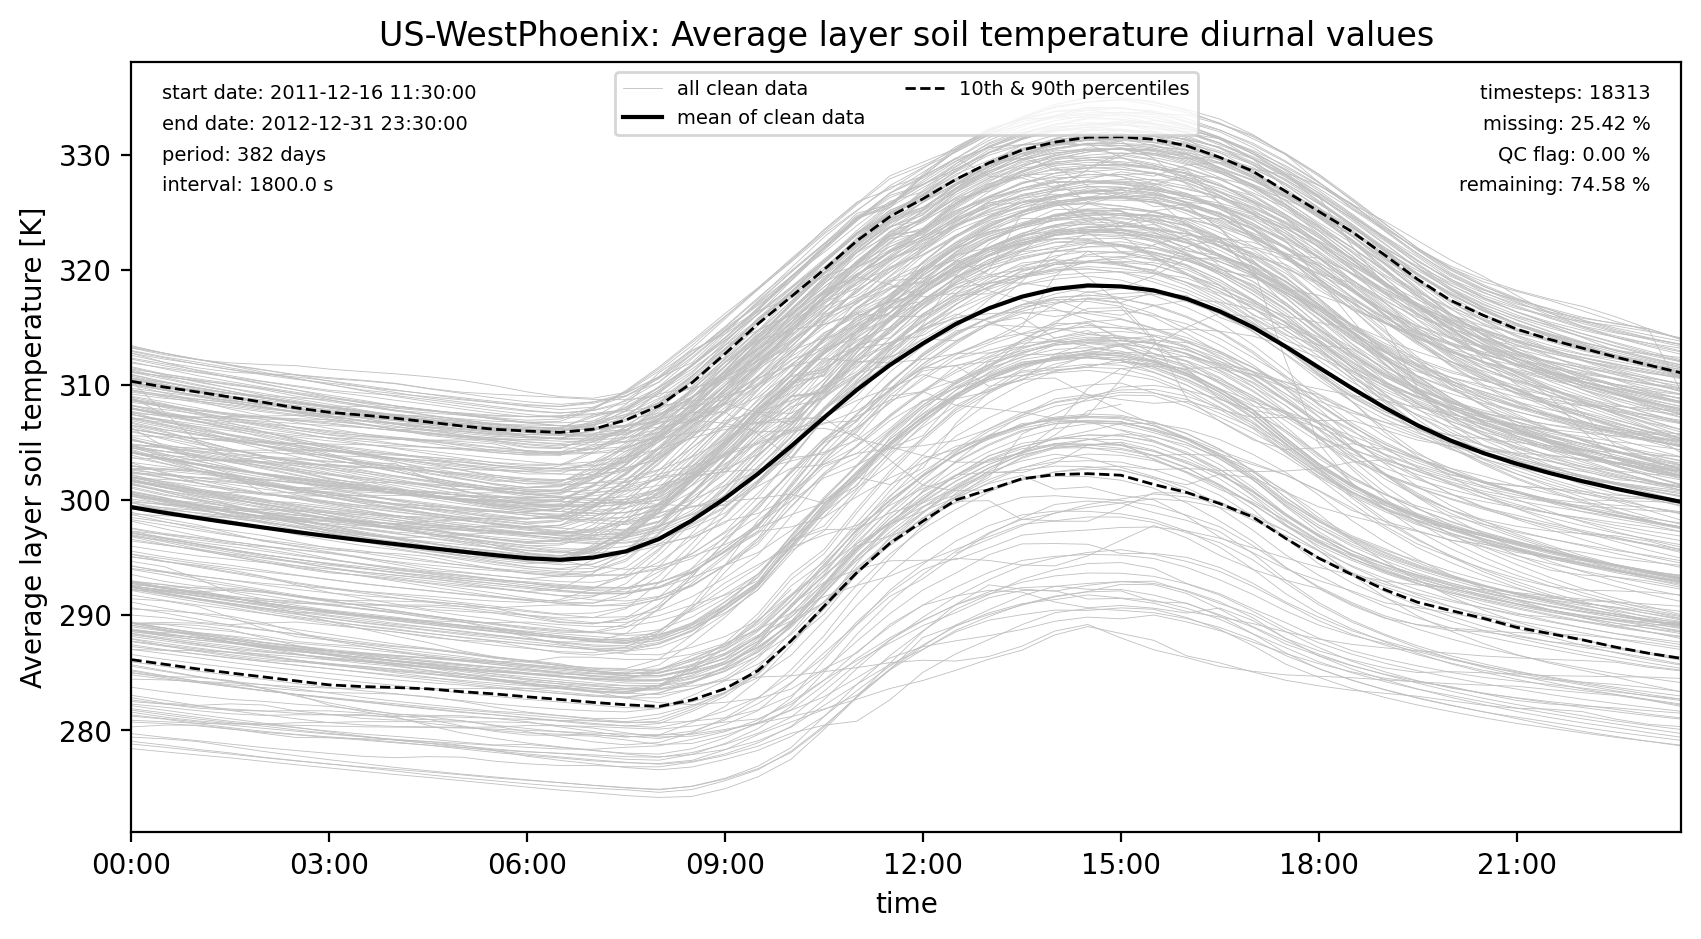 US-WestPhoenix: Average layer soil temperature diurnal values
start date: 2011-12-16 11:30:00
end date: 2012-12-31 23:30:00
period: 382 days
interval: 1800.0 s
all clean data
mean of clean data
10th & 90th percentiles
timesteps: 18313
missing: 25.42 %
QC flag: 0.00 %
remaining: 74.58 %
Average layer soil temperature [K]
330
320
310
300
290
280
00:00 03:00 06:00 09:00 12:00 15:00 18:00 21:00
time